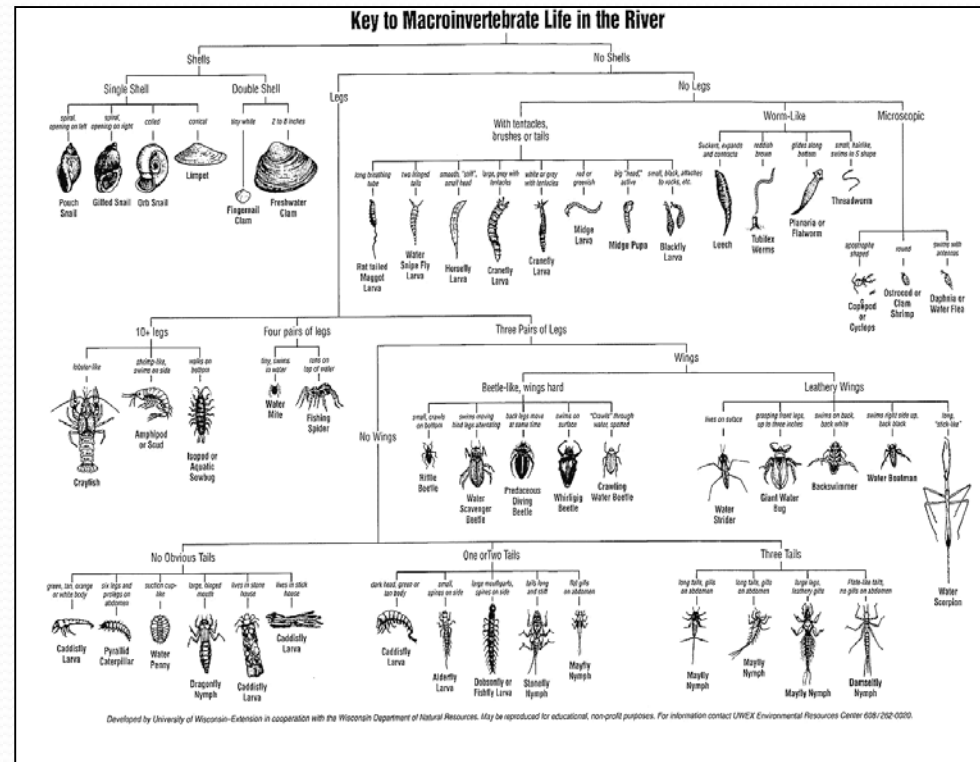 Key to Macroinvertebrate Life in the River
Shells
No Shells
Single Shell
Double Shell
Legs
No Legs
spiral, opening on left
spiral, opening on right
coiled
conical
tiny white
2 to 8 inches
Pouch Snail
Gilled Snail
Orb Snail
Limpet
Fingernail Clam
Freshwater Clam
With tentacles, brushes or tails
Worm-Like
Microscopic
long breathing tube
two hinged tails
smooth, "stiff", small head
large, gray with tentacles
white or gray with tentacles
red or greenish
big "head," active
small, black, attaches to rocks, etc.
Rat tailed Maggot Larva
Water Snipe Fly Larva
Horsefly Larva
Cranefly Larva
Cranefly Larva
Midge Larva
Midge Pupa
Blackfly Larva
Suckers, expands and contracts
reddish brown
glides along bottom
small, hairlike, swims in S shape
Leech
Tubifex Worms
Planaria or Flatworm
Threadworm
apostrophe shaped
round
swims with antennae
Copepod or Cyclops
Ostracod or Clam Shrimp
Daphnia or Water Flea
10+ legs
Four pairs of legs
Three Pairs of Legs
lobster-like
shrimp-like, swims on side
walks on bottom
Crayfish
Amphipod or Scud
Isopod or Aquatic Sowbug
tiny, swims in water
runs on top of water
Water Mite
Fishing Spider
No Wings
Wings
Beetle-like, wings hard
Leathery Wings
small, crawls on bottom
swims moving hind legs alternating
back legs move at same time
swims on surface
"Crawls" through water, spotted
Riffle Beetle
Water Scavenger Beetle
Predaceous Diving Beetle
Whirligig Beetle
Crawling Water Beetle
lives on suface
grasping front legs, up to three inches
swims on back, back white
swims right side up, back black
long, "stick-like"
Water Strider
Giant Water Bug
Backswimmer
Water Boatman
Water Scorpion
No Obvious Tails
One orTwo Tails
Three Tails
green, tan, orange or white body
six legs and prolegs on abdomen
suction cup-like
large, hinged mouth
lives in stone house
lives in stick house
Caddisfly Larva
Pyralid Caterpillar
Water Penny
Dragonfly Nymph
Caddisfly Larva
Caddisfly Larva
dark head, green or tan body
small, spines on side
large mouthparts, spines on side
tails long and stiff
flat gills on abdomen
Caddisfly Larva
Alderfly Larva
Dobsonfly or Fishfly Larva
Stonefly Nymph
Mayfly Nymph
long tails, gills on abdomen
long tails, gills on abdomen
large legs, feathery gills
Plate-like tails, no gills on abdomen
Mayfly Nymph
Mayfly Nymph
Mayfly Nymph
Damselfly Nymph
Developed by University of Wisconsin–Extension in cooperation with the Wisconsin Department of Natural Resources. May be reproduced for educational, non-profit purposes. For information contact UWEX Environmental Resources Center 608/262-0020.